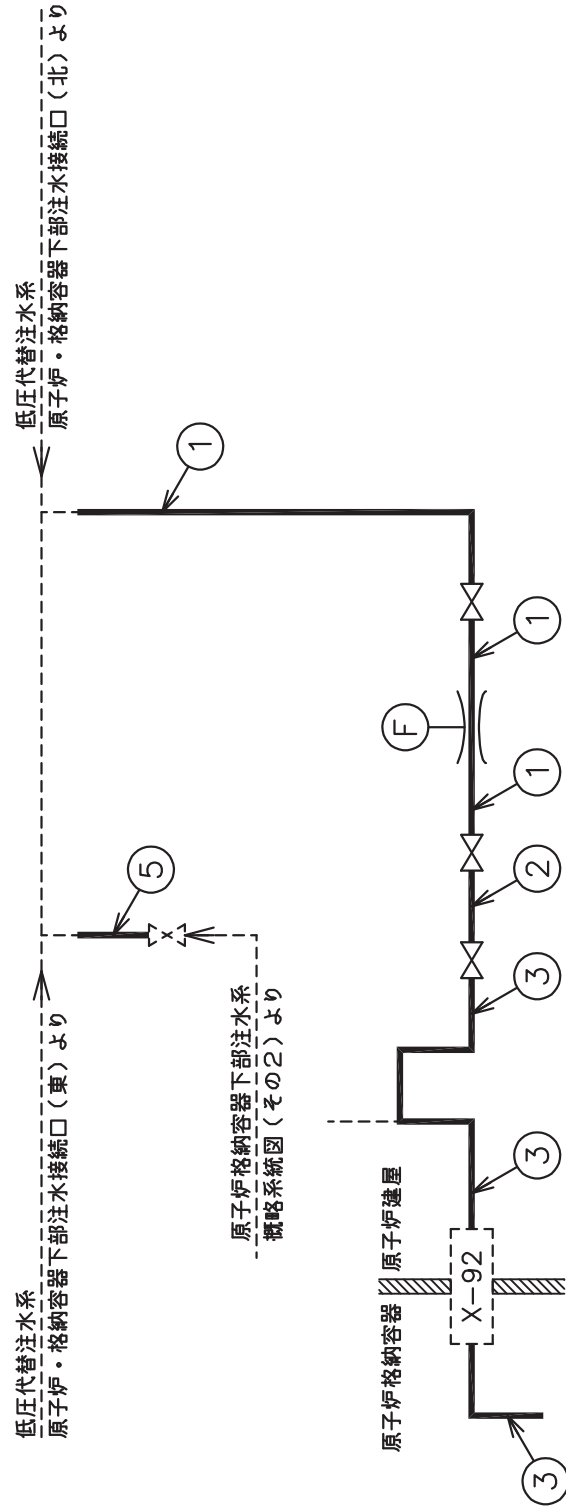 低圧代替注水系
原子炉・格納容器下部注水接続口（東）より
低圧代替注水系
原子炉・格納容器下部注水接続口（北）より
5
1
原子炉格納容器下部注水系
概略系統図（その2）より
原子炉格納容器
原子炉建屋
X-92
F
3
3
3
2
1
1